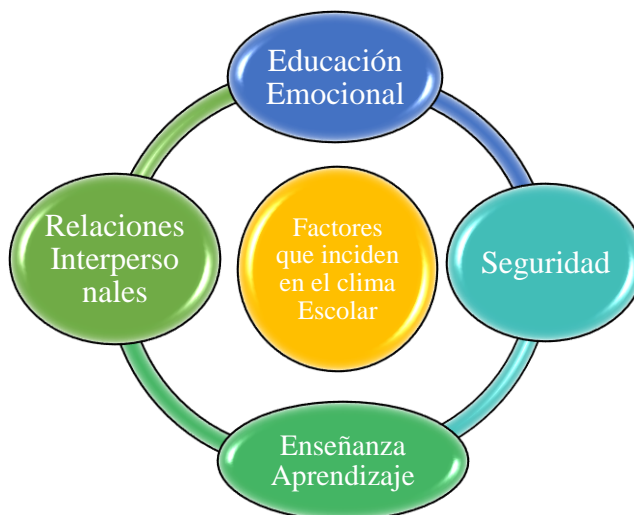 Educación
Emocional
Relaciones
Interperso
nales
Factores
que inciden
en el clima
Escolar
Seguridad
Enseñanza
Aprendizaje